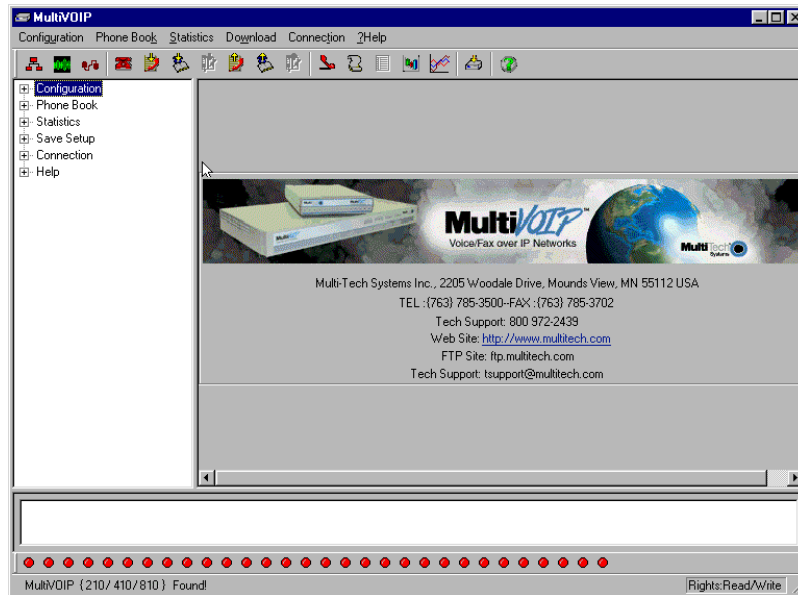 MultiVOIP
Configuration Phone Book Statistics Download Connection ?Help
Configuration
Phone Book
Statistics
Save Setup
Connection
Help
MultiVOIP™
Voice/Fax over IP Networks
MultiTech
Systems
Multi-Tech Systems Inc., 2205 Woodale Drive, Mounds View, MN 55112 USA
TEL :(763) 785-3500--FAX :(763) 785-3702
Tech Support: 800 972-2439
Web Site: http://www.multitech.com
FTP Site: ftp.multitech.com
Tech Support: tsupport@multitech.com
MultiVOIP {210/ 410/ 810} Found!
Rights:Read/Write